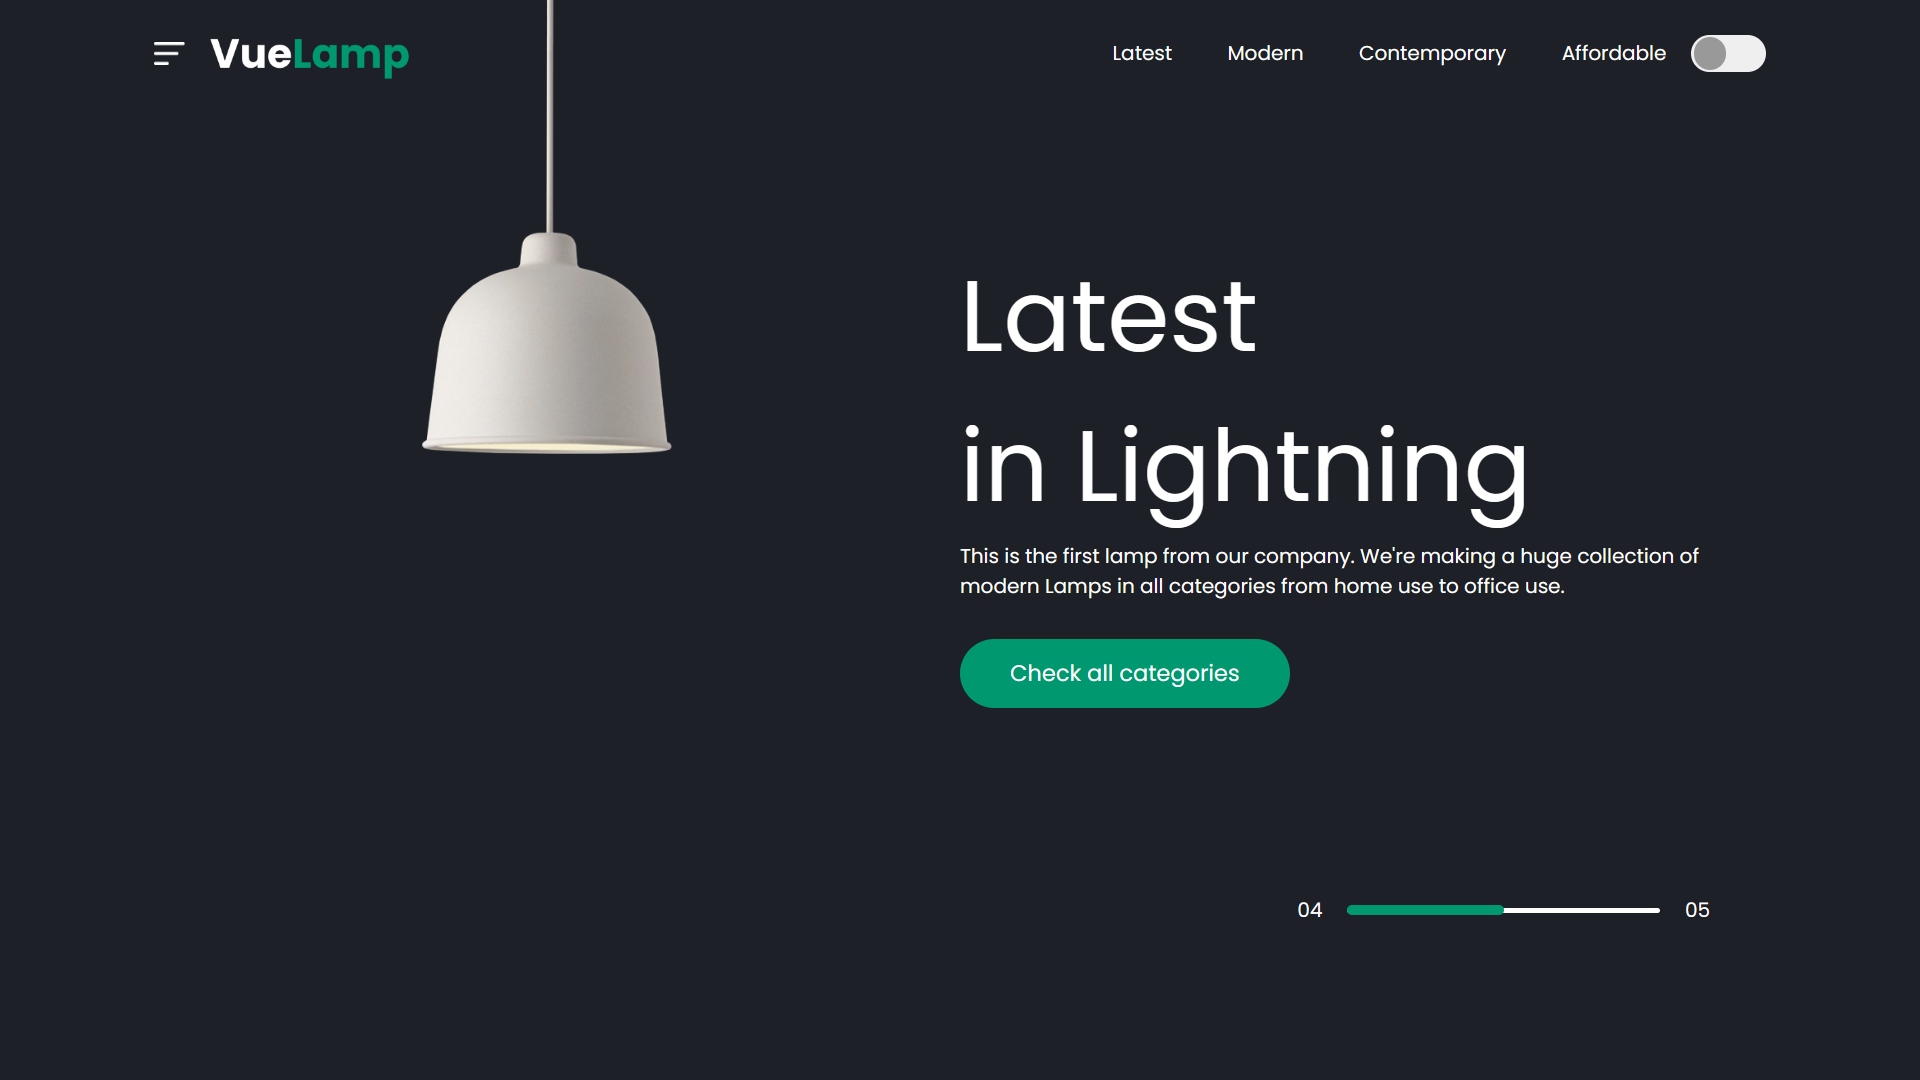 VueLamp
Latest
Modern
Contemporary
Affordable
Latest
in Lightning
This is the first lamp from our company. We're making a huge collection of
modern Lamps in all categories from home use to office use.
Check all categories
04
05